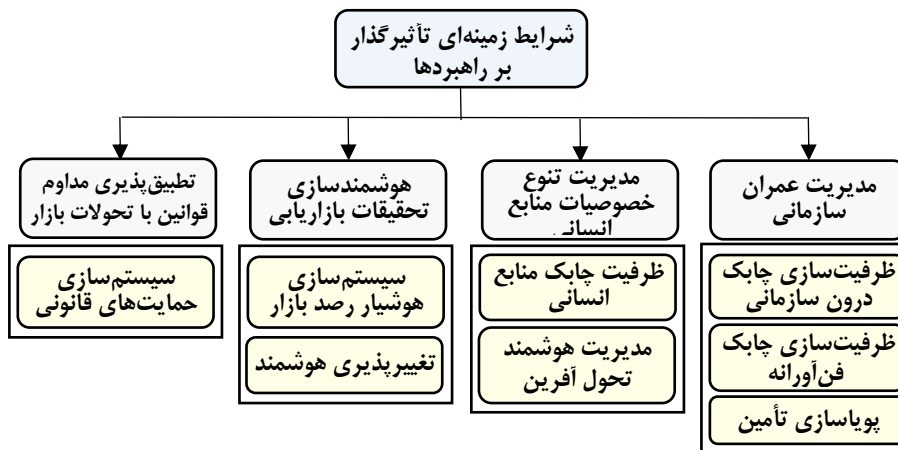 شرایط زمینه‌ای تأثیرگذار
بر راهبردها
مدیریت عمران
سازمانی
ظرفیت‌سازی چابک
درون سازمانی
ظرفیت‌سازی چابک
فن‌آورانه
پویاسازی تأمین
مدیریت تنوع
خصوصیات منابع
انسانی
ظرفیت چابک منابع
انسانی
مدیریت هوشمند
تحول آفرین
هوشمندسازی
تحقیقات بازاریابی
سیستم‌سازی
هوشیار رصد بازار
تغییرپذیری هوشمند
تطبیق‌پذیری مداوم
قوانین با تحولات بازار
سیستم‌سازی
حمایت‌های قانونی